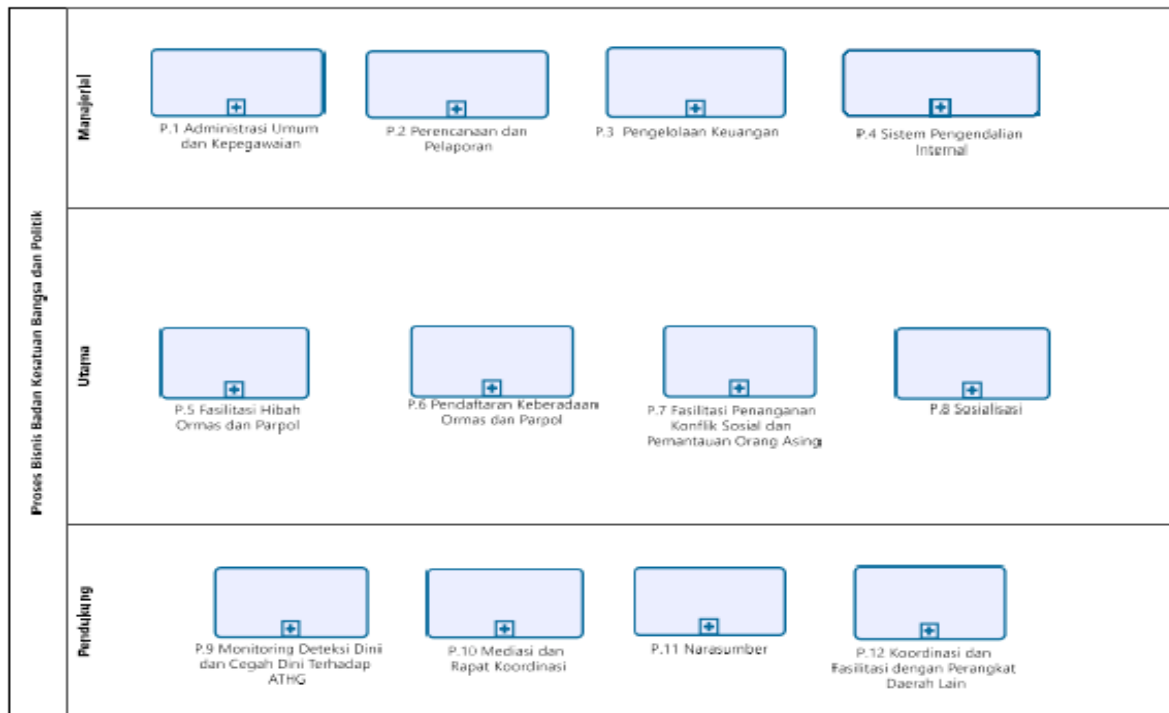 Proses Bisnis Badan Kesatuan Bangsa dan Politik
Manajerial
P.1 Administrasi Umum
dan Kepegawaian
P.2 Perencanaan dan
Pelaporan
P.3 Pengelolaan Keuangan
P.4 Sistem Pengendalian
Internal
Utama
P.5 Fasilitasi Hibah
Ormas dan Parpol
P.6 Pendaftaran Keberadaan
Ormas dan Parpol
P.7 Fasilitasi Penanganan
Konflik Sosial dan
Pemantauan Orang Asing
P.8 Sosialisasi
Pendukung
P.9 Monitoring Deteksi Dini
dan Cegah Dini Terhadap
ATHG
P.10 Mediasi dan
Rapat Koordinasi
P.11 Narasumber
P.12 Koordinasi dan
Fasilitasi dengan Perangkat
Daerah Lain